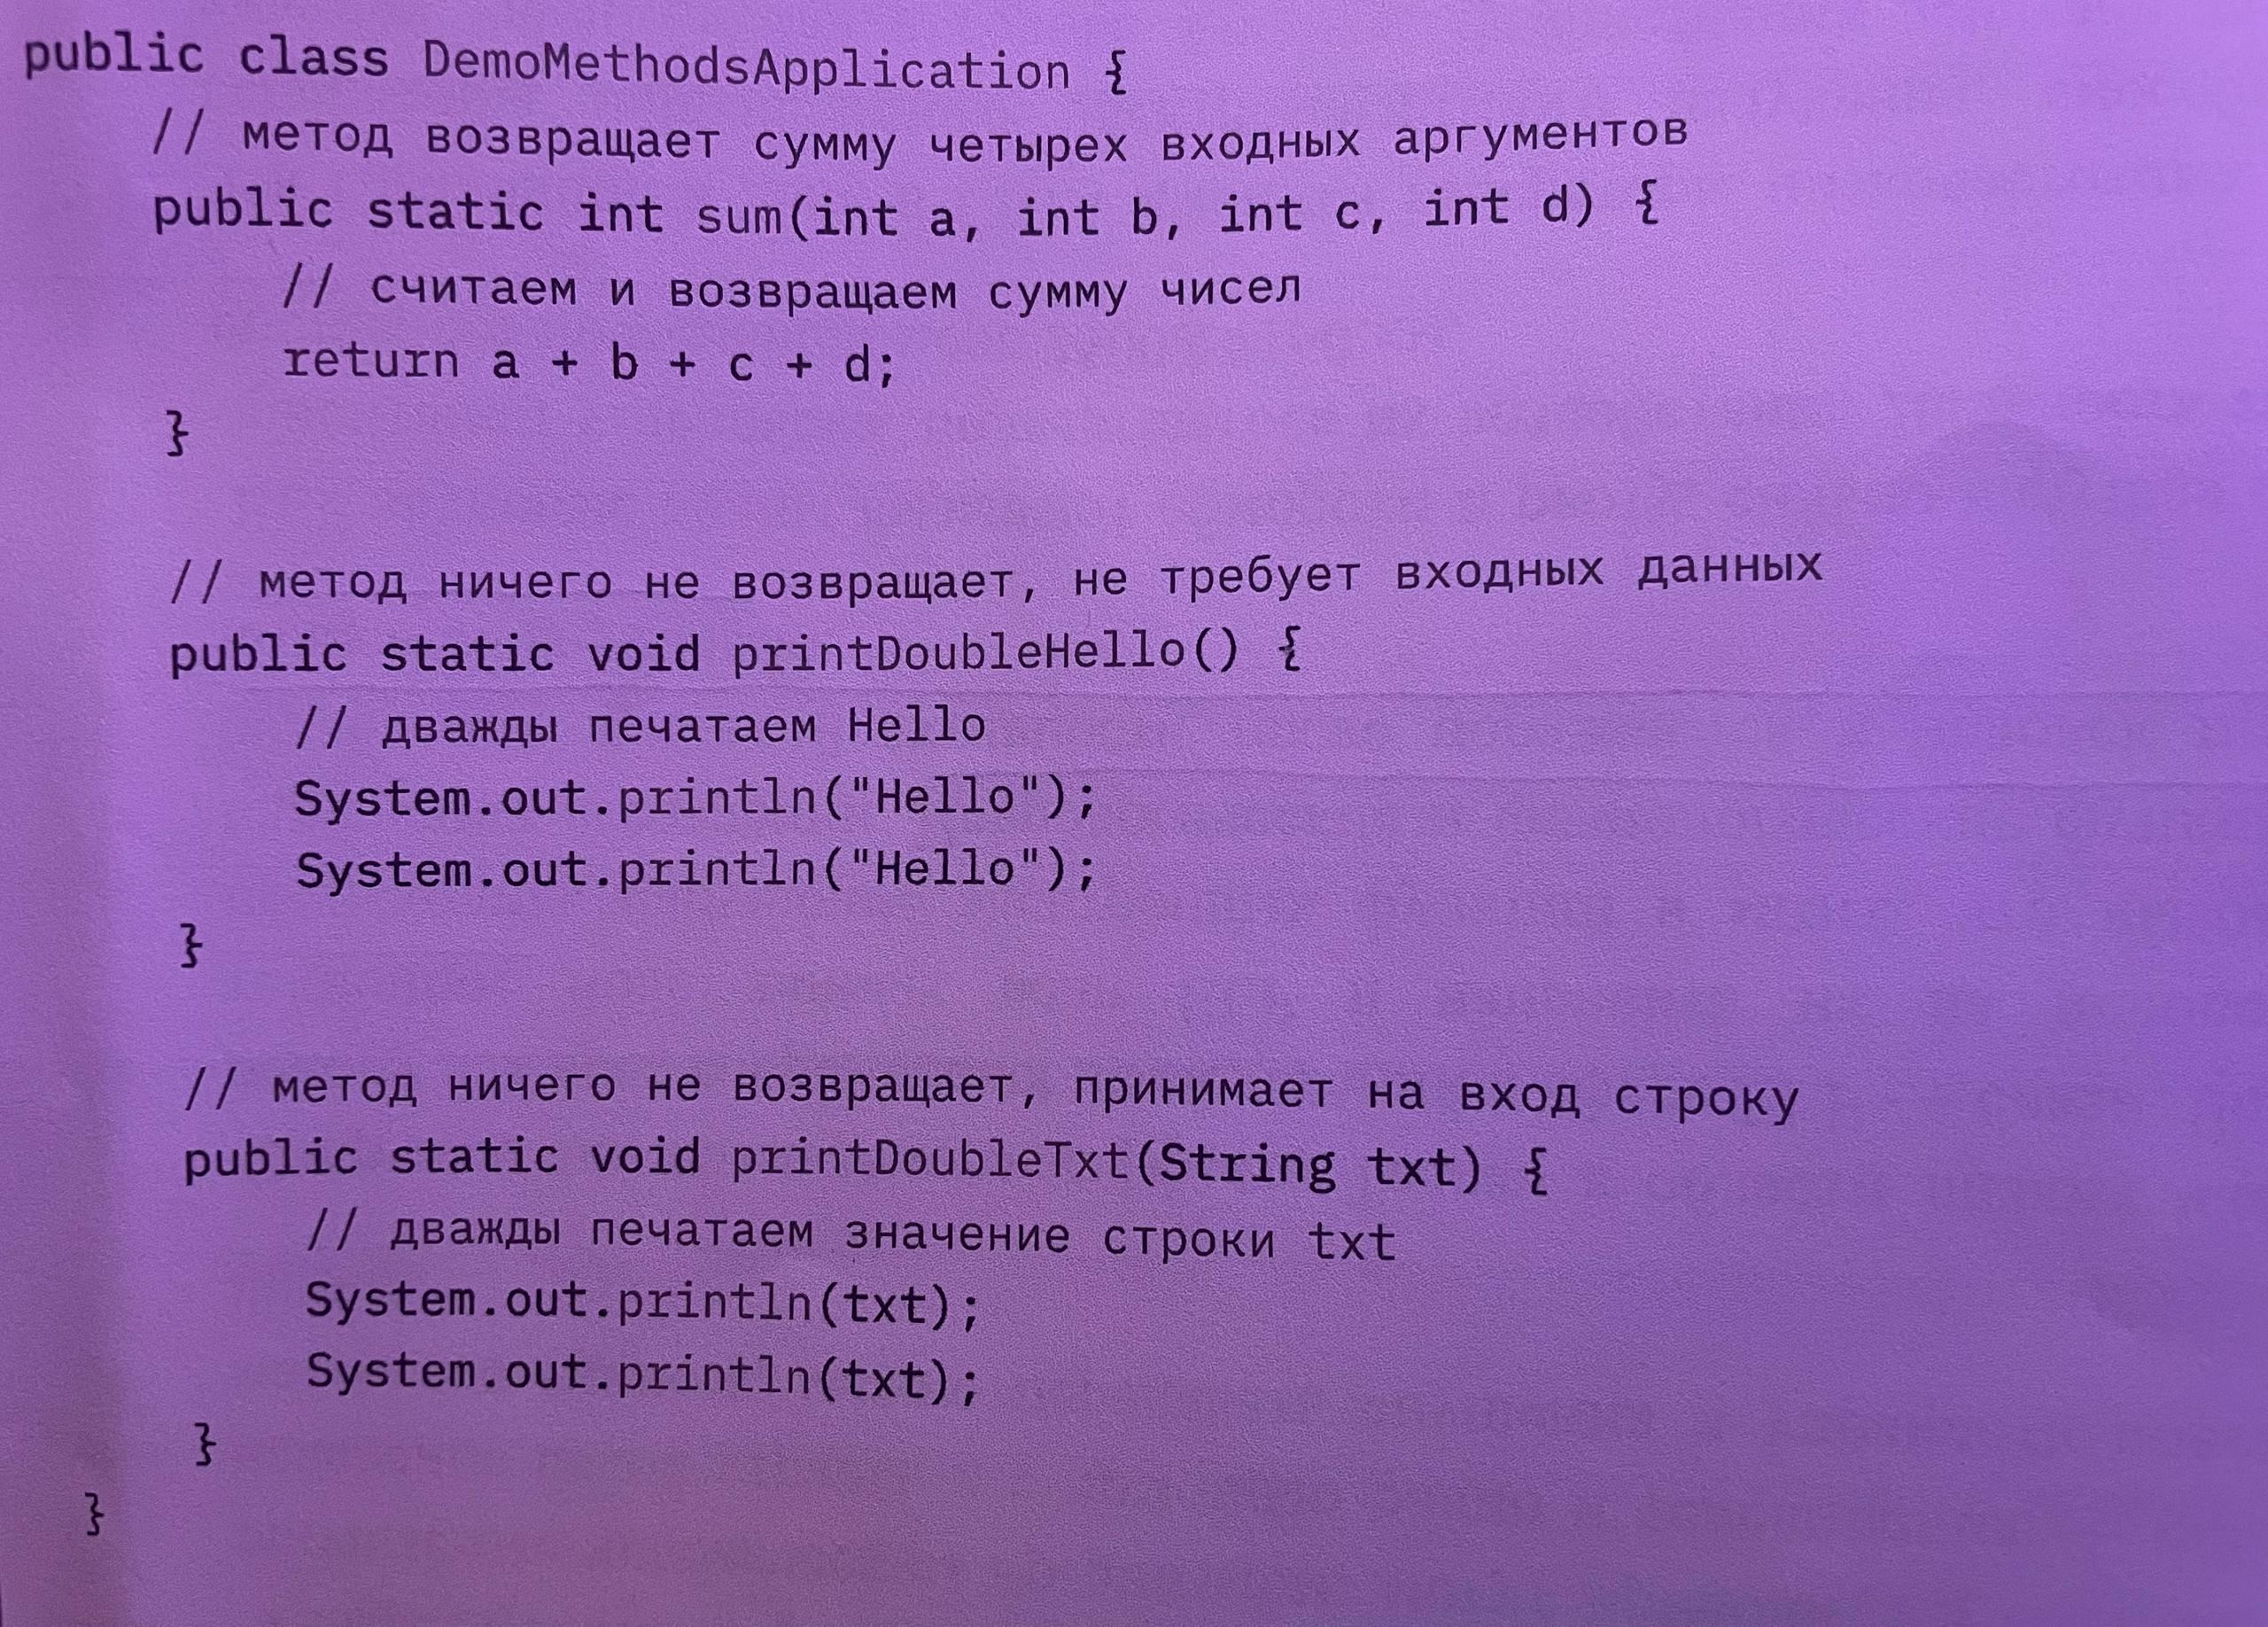 public class DemoMethodsApplication {
    // метод возвращает сумму четырех входных аргументов
    public static int sum(int a, int b, int c, int d) {
        // считаем и возвращаем сумму чисел
        return a + b + c + d;
    }

    // метод ничего не возвращает, не требует входных данных
    public static void printDoubleHello() {
        // дважды печатаем Hello
        System.out.println("Hello");
        System.out.println("Hello");
    }

    // метод ничего не возвращает, принимает на вход строку
    public static void printDoubleTxt(String txt) {
        // дважды печатаем значение строки txt
        System.out.println(txt);
        System.out.println(txt);
    }
}